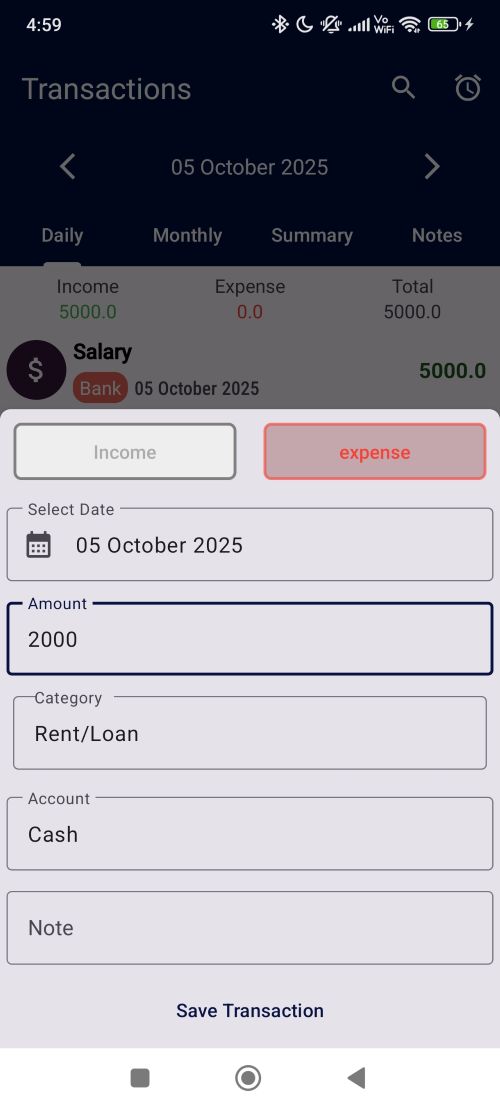 4:59
Vo
WiFi
65
Transactions
05 October 2025
Daily Monthly Summary Notes
Income Expense Total
5000.0 0.0 5000.0
$
Salary
5000.0
Bank 05 October 2025
Income expense
Select Date
05 October 2025
Amount
2000
Category
Rent/Loan
Account
Cash
Note
Save Transaction